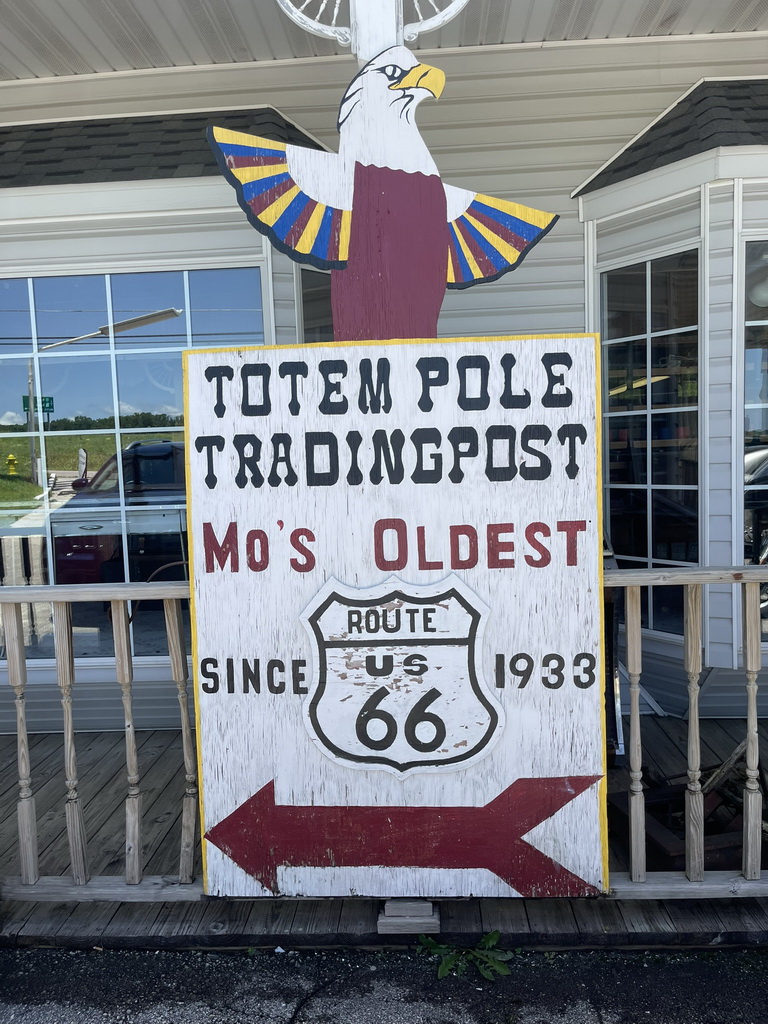 TOTEM POLE
TRADINGPOST
MO'S OLDEST
ROUTE
US
SINCE 66 1933